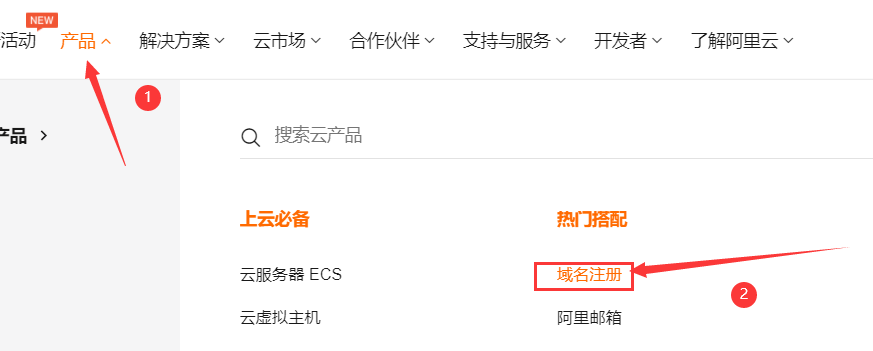 NEW
活动 产品 解决方案 云市场 合作伙伴 支持与服务 开发者 了解阿里云
1
产品
搜索云产品
上云必备 热门搭配
云服务器 ECS 域名注册
2
云虚拟主机 阿里邮箱